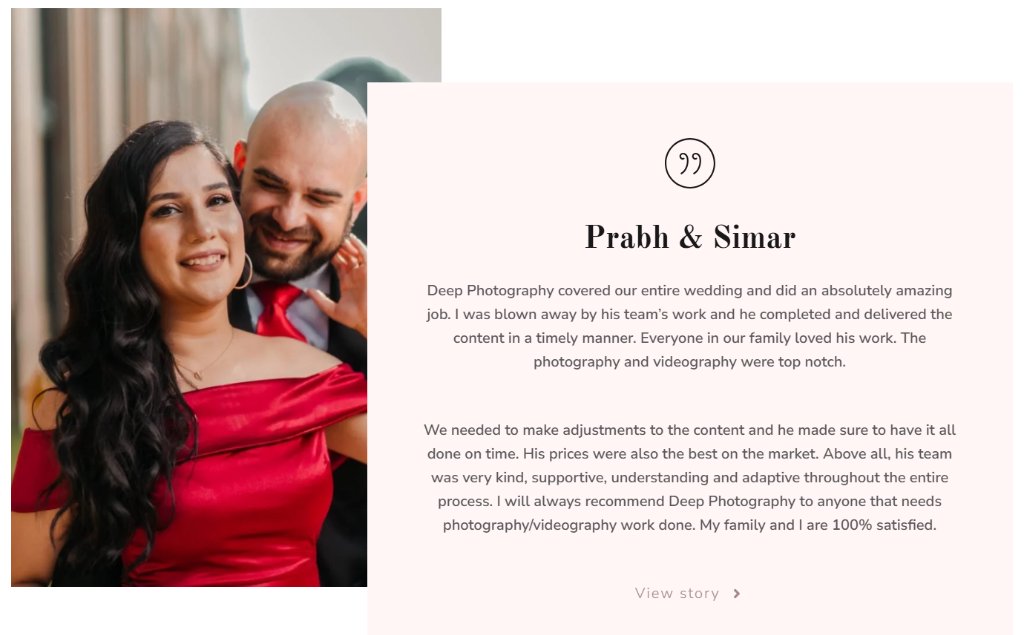 Prabh & Simar
Deep Photography covered our entire wedding and did an absolutely amazing
job. I was blown away by his team's work and he completed and delivered the
content in a timely manner. Everyone in our family loved his work. The
photography and videography were top notch.
We needed to make adjustments to the content and he made sure to have it all
done on time. His prices were also the best on the market. Above all, his team
was very kind, supportive, understanding and adaptive throughout the entire
process. I will always recommend Deep Photography to anyone that needs
photography/videography work done. My family and I are 100% satisfied.
View story